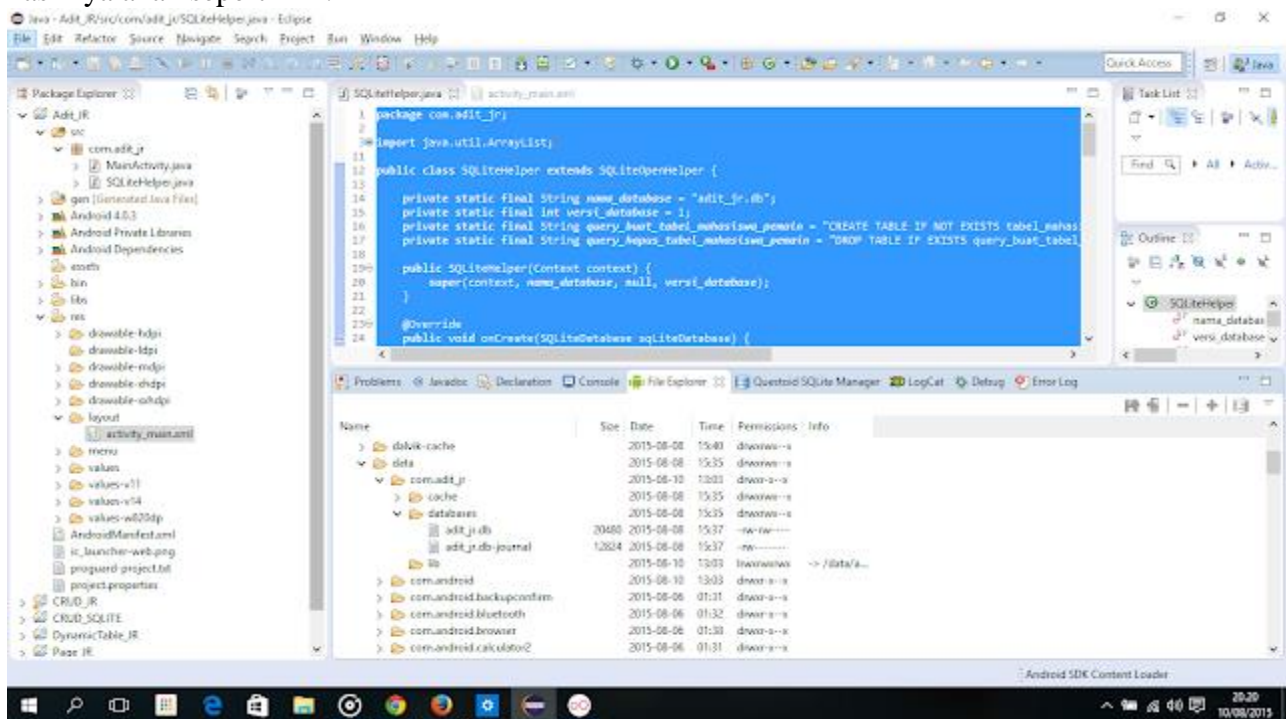 Java - Adit_JR/src/com/adit_jr/SQLiteHelper.java - Eclipse
File Edit Refactor Source Navigate Search Project Run Window Help
Quick Access
Java
Package Explorer
SQLiteHelper.java
activity_main.xml
Task List
Adit_JR
src
com.adit_jr
MainActivity.java
SQLiteHelper.java
gen [Generated Java Files]
Android 4.0.3
Android Private Libraries
Android Dependencies
assets
bin
libs
res
drawable-hdpi
drawable-ldpi
drawable-mdpi
drawable-xhdpi
drawable-xxhdpi
layout
activity_main.xml
menu
values
values-v11
values-v14
values-w820dp
AndroidManifest.xml
ic_launcher-web.png
proguard-project.txt
project.properties
CRUD_JR
CRUD_SQLITE
DynamicTable_JR
Page_JR
1 package com.adit_jr;
2
3 import java.util.ArrayList;
11
12 public class SQLiteHelper extends SQLiteOpenHelper {
13
14 private static final String nama_database = "adit_jr.db";
15 private static final int versi_database = 1;
16 private static final String query_buat_tabel_mahasiswa_pemain = "CREATE TABLE IF NOT EXISTS tabel_mahas
17 private static final String query_hapus_tabel_mahasiswa_pemain = "DROP TABLE IF EXISTS query_buat_tabel_
18
19 public SQLiteHelper(Context context) {
20 super(context, nama_database, null, versi_database);
21 }
22
23 @Override
24 public void onCreate(SQLiteDatabase sqLiteDatabase) {
Find All Activ...
Outline
SQLiteHelper
nama_databas
versi_database
Problems Javadoc Declaration Console File Explorer Questoid SQLite Manager LogCat Debug Error Log
Name Size Date Time Permissions Info
dalvik-cache 2015-08-08 15:40 drwxrwx--x
data 2015-08-08 15:35 drwxrwx--x
com.adit_jr 2015-08-10 13:03 drwxr-x--x
cache 2015-08-08 15:35 drwxrwx--x
databases 2015-08-08 15:35 drwxrwx--x
adit_jr.db 20480 2015-08-08 15:37 -rw-rw----
adit_jr.db-journal 12824 2015-08-08 15:37 -rw-------
lib 2015-08-10 13:03 lrwxrwxrwx -> /data/a...
com.android 2015-08-10 13:03 drwxr-x--x
com.android.backupconfirm 2015-08-06 01:31 drwxr-x--x
com.android.bluetooth 2015-08-06 01:32 drwxr-x--x
com.android.browser 2015-08-06 01:38 drwxr-x--x
com.android.calculator2 2015-08-06 01:31 drwxr-x--x
Android SDK Content Loader
20:20
10/08/2015